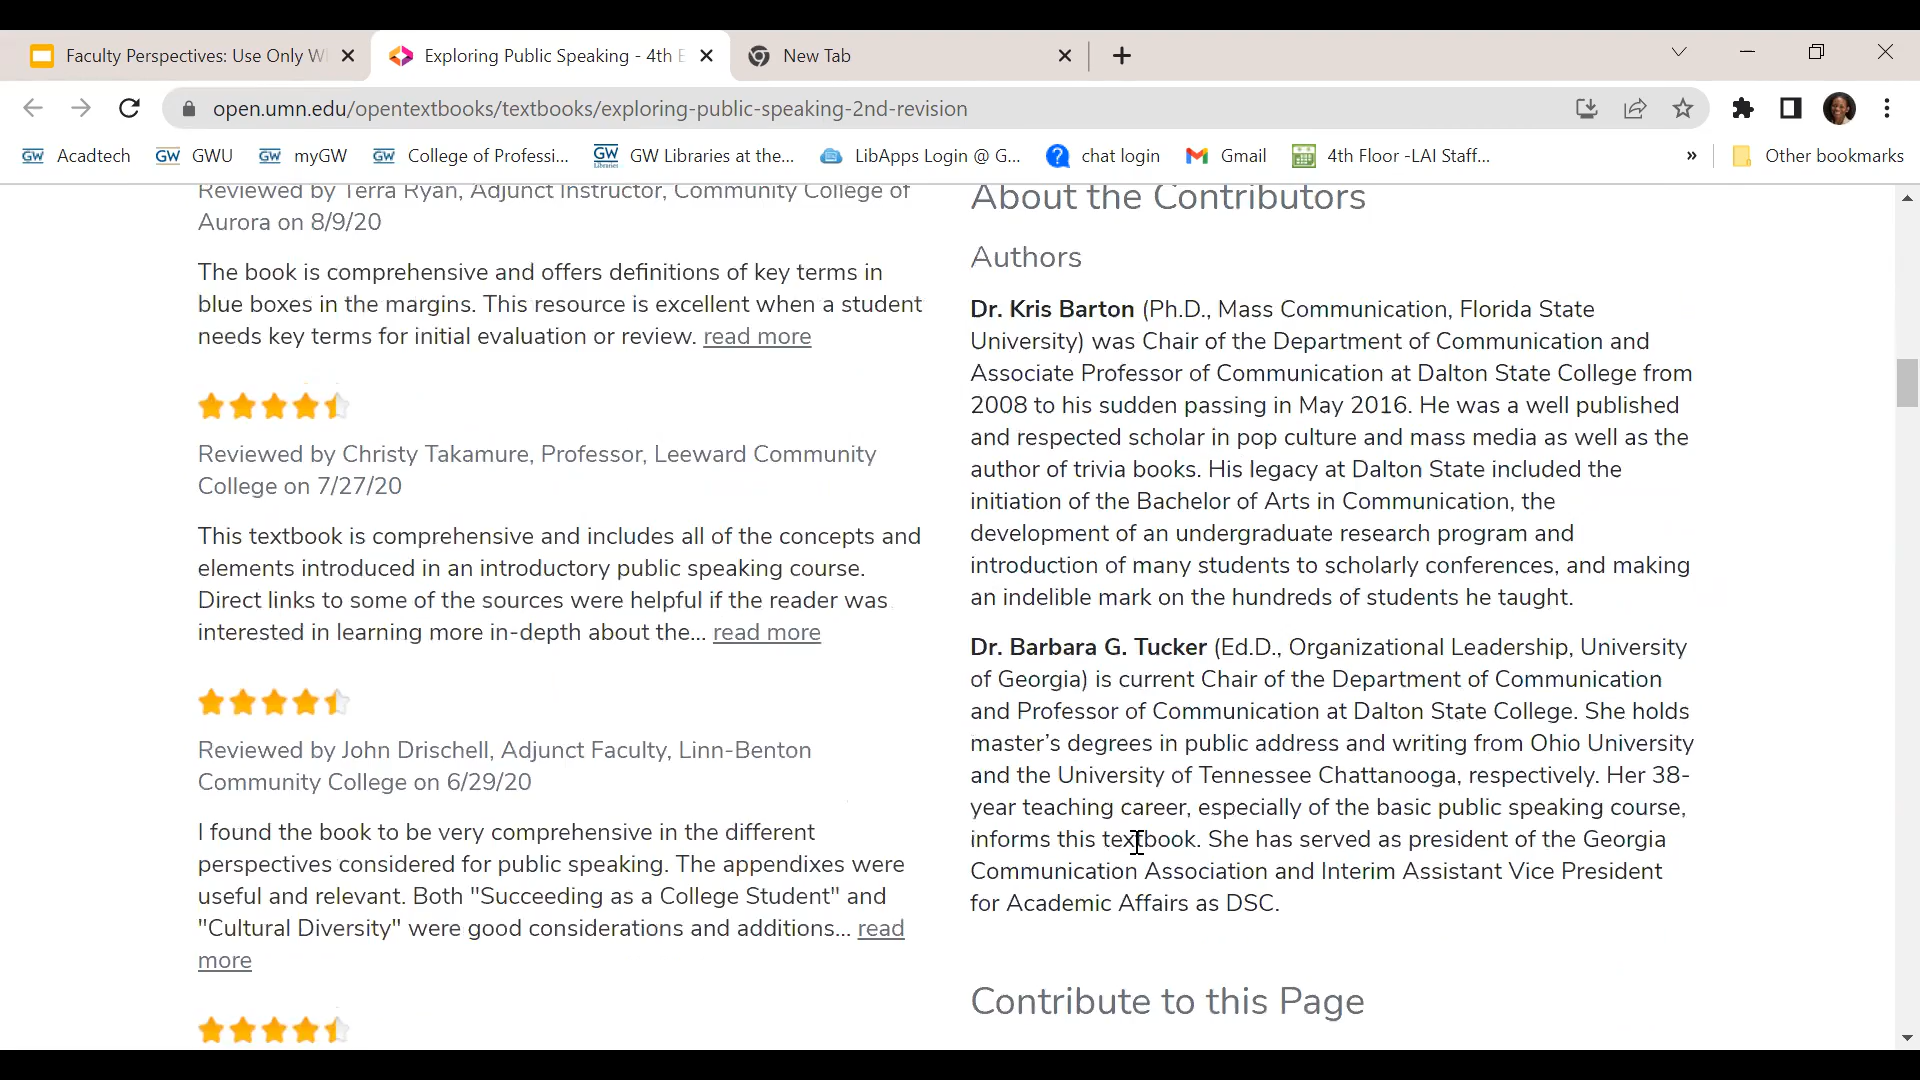 Faculty Perspectives: Use Only W
Exploring Public Speaking - 4th E
New Tab
open.umn.edu/opentextbooks/textbooks/exploring-public-speaking-2nd-revision
GW Acadtech
GW GWU
GW myGW
GW College of Professi...
GW Libraries at the...
LibApps Login @ G...
chat login
Gmail
4th Floor -LAI Staff...
»
Other bookmarks
Reviewed by Terra Ryan, Adjunct Instructor, Community College of
Aurora on 8/9/20
The book is comprehensive and offers definitions of key terms in
blue boxes in the margins. This resource is excellent when a student
needs key terms for initial evaluation or review. read more
Reviewed by Christy Takamure, Professor, Leeward Community
College on 7/27/20
This textbook is comprehensive and includes all of the concepts and
elements introduced in an introductory public speaking course.
Direct links to some of the sources were helpful if the reader was
interested in learning more in-depth about the... read more
Reviewed by John Drischell, Adjunct Faculty, Linn-Benton
Community College on 6/29/20
I found the book to be very comprehensive in the different
perspectives considered for public speaking. The appendixes were
useful and relevant. Both "Succeeding as a College Student" and
"Cultural Diversity" were good considerations and additions... read
more
About the Contributors
Authors
Dr. Kris Barton (Ph.D., Mass Communication, Florida State
University) was Chair of the Department of Communication and
Associate Professor of Communication at Dalton State College from
2008 to his sudden passing in May 2016. He was a well published
and respected scholar in pop culture and mass media as well as the
author of trivia books. His legacy at Dalton State included the
initiation of the Bachelor of Arts in Communication, the
development of an undergraduate research program and
introduction of many students to scholarly conferences, and making
an indelible mark on the hundreds of students he taught.
Dr. Barbara G. Tucker (Ed.D., Organizational Leadership, University
of Georgia) is current Chair of the Department of Communication
and Professor of Communication at Dalton State College. She holds
master's degrees in public address and writing from Ohio University
and the University of Tennessee Chattanooga, respectively. Her 38-
year teaching career, especially of the basic public speaking course,
informs this textbook. She has served as president of the Georgia
Communication Association and Interim Assistant Vice President
for Academic Affairs as DSC.
Contribute to this Page